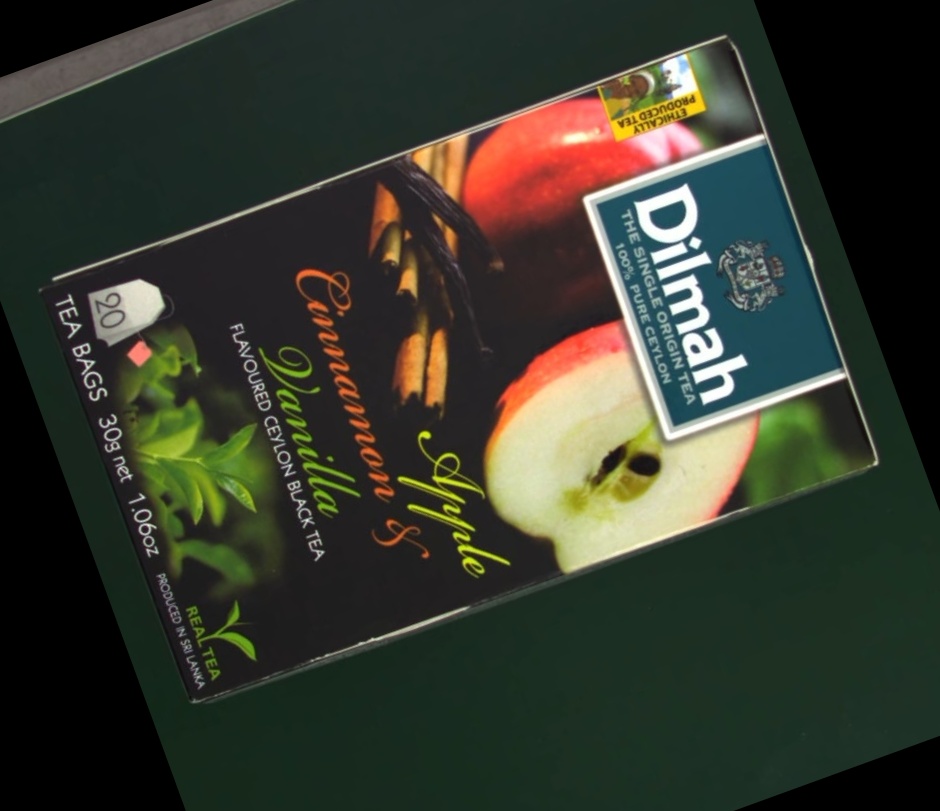 ETHICALLY
PRODUCED TEA
Dilmah
THE SINGLE ORIGIN TEA
100% PURE CEYLON
Apple
Cinnamon &
Vanilla
FLAVOURED CEYLON BLACK TEA
20
TEA BAGS 30g net 1.06oz
REAL TEA
PRODUCED IN SRI LANKA